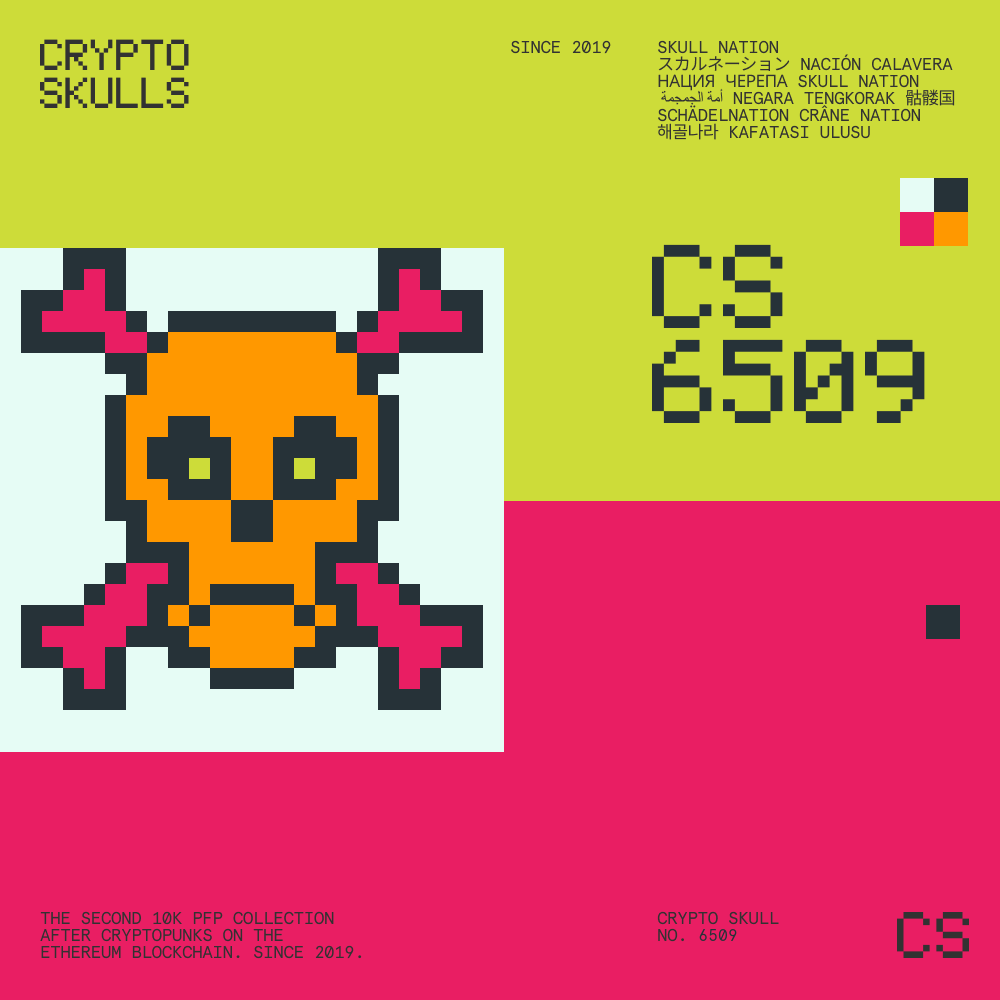 CRYPTO
SKULLS
SINCE 2019
SKULL NATION
スカルネーション NACIÓN CALAVERA
НАЦИЯ ЧЕРЕПА SKULL NATION
أمة الجمجمة NEGARA TENGKORAK 骷髅国
SCHÄDELNATION CRÂNE NATION
해골나라 KAFATASI ULUSU
CS
6509
THE SECOND 10K PFP COLLECTION
AFTER CRYPTOPUNKS ON THE
ETHEREUM BLOCKCHAIN. SINCE 2019.
CRYPTO SKULL
NO. 6509
CS